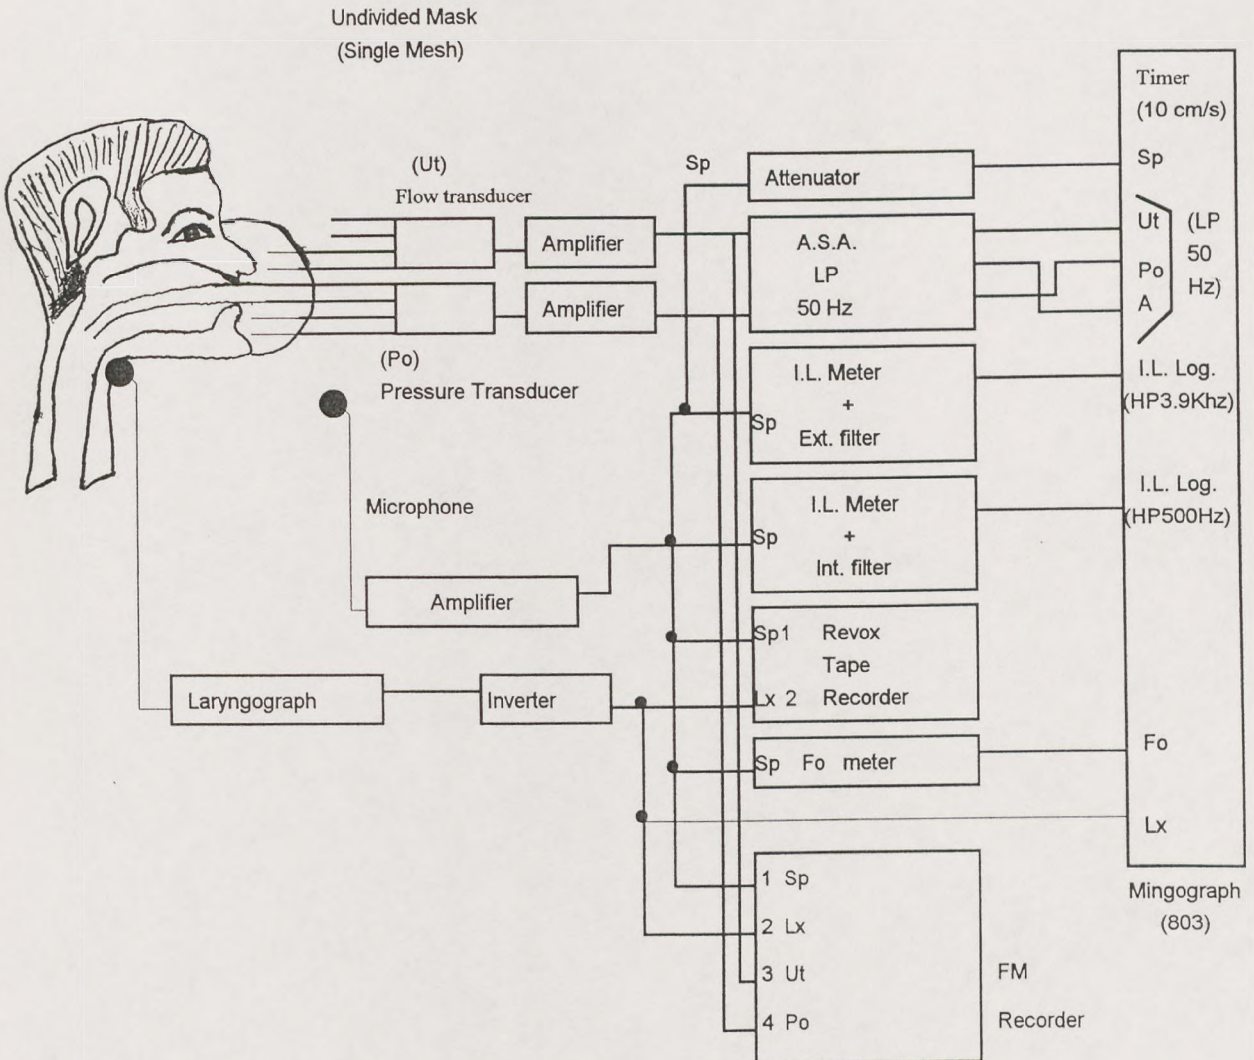 Undivided Mask
(Single Mesh)
Timer
(10 cm/s)
(Ut)
Flow transducer
Sp
Attenuator
Sp
Amplifier
A.S.A.
LP
50 Hz
Ut
Po
A
(LP
50
Hz)
Amplifier
(Po)
Pressure Transducer
I.L. Meter
+
Sp
Ext. filter
I.L. Log.
(HP3.9Khz)
Microphone
I.L. Meter
Sp
+
Int. filter
I.L. Log.
(HP500Hz)
Amplifier
Sp1 Revox
Tape
Lx 2 Recorder
Laryngograph
Inverter
Sp Fo meter
Fo
Lx
1 Sp
2 Lx
3 Ut
4 Po
FM
Recorder
Mingograph
(803)